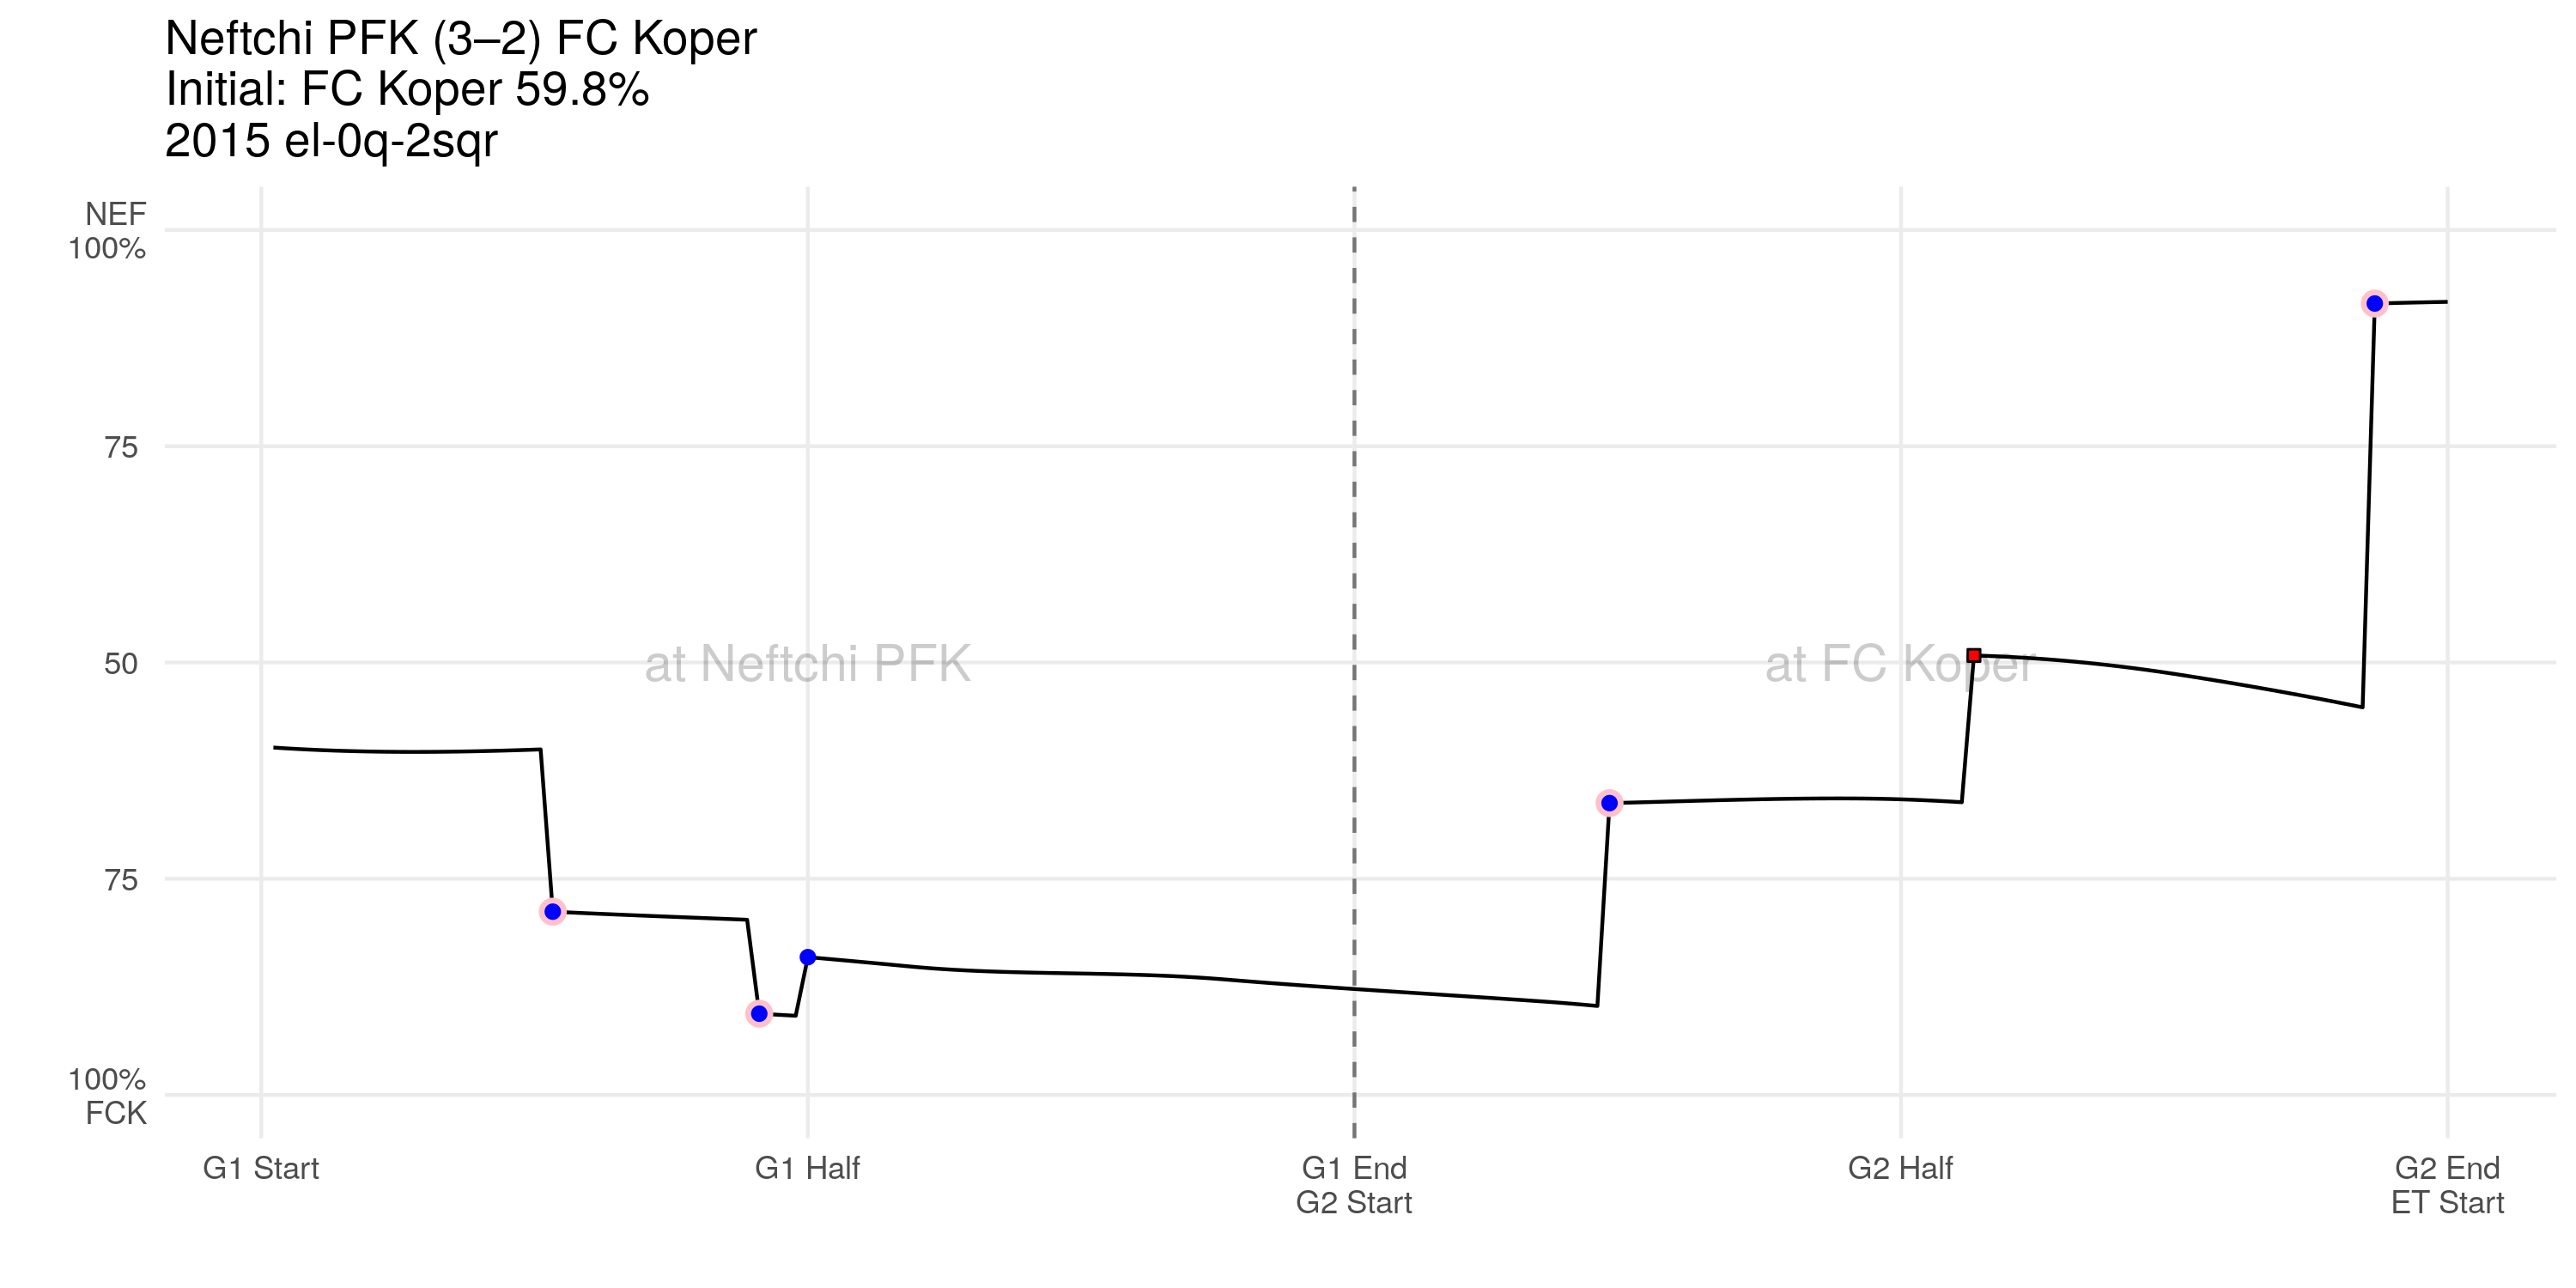 Neftchi PFK (3–2) FC Koper
Initial: FC Koper 59.8%
2015 el-0q-2sqr
NEF
100%
75
50
75
100%
FCK
at Neftchi PFK
at FC Koper
G1 Start
G1 Half
G1 End
G2 Start
G2 Half
G2 End
ET Start